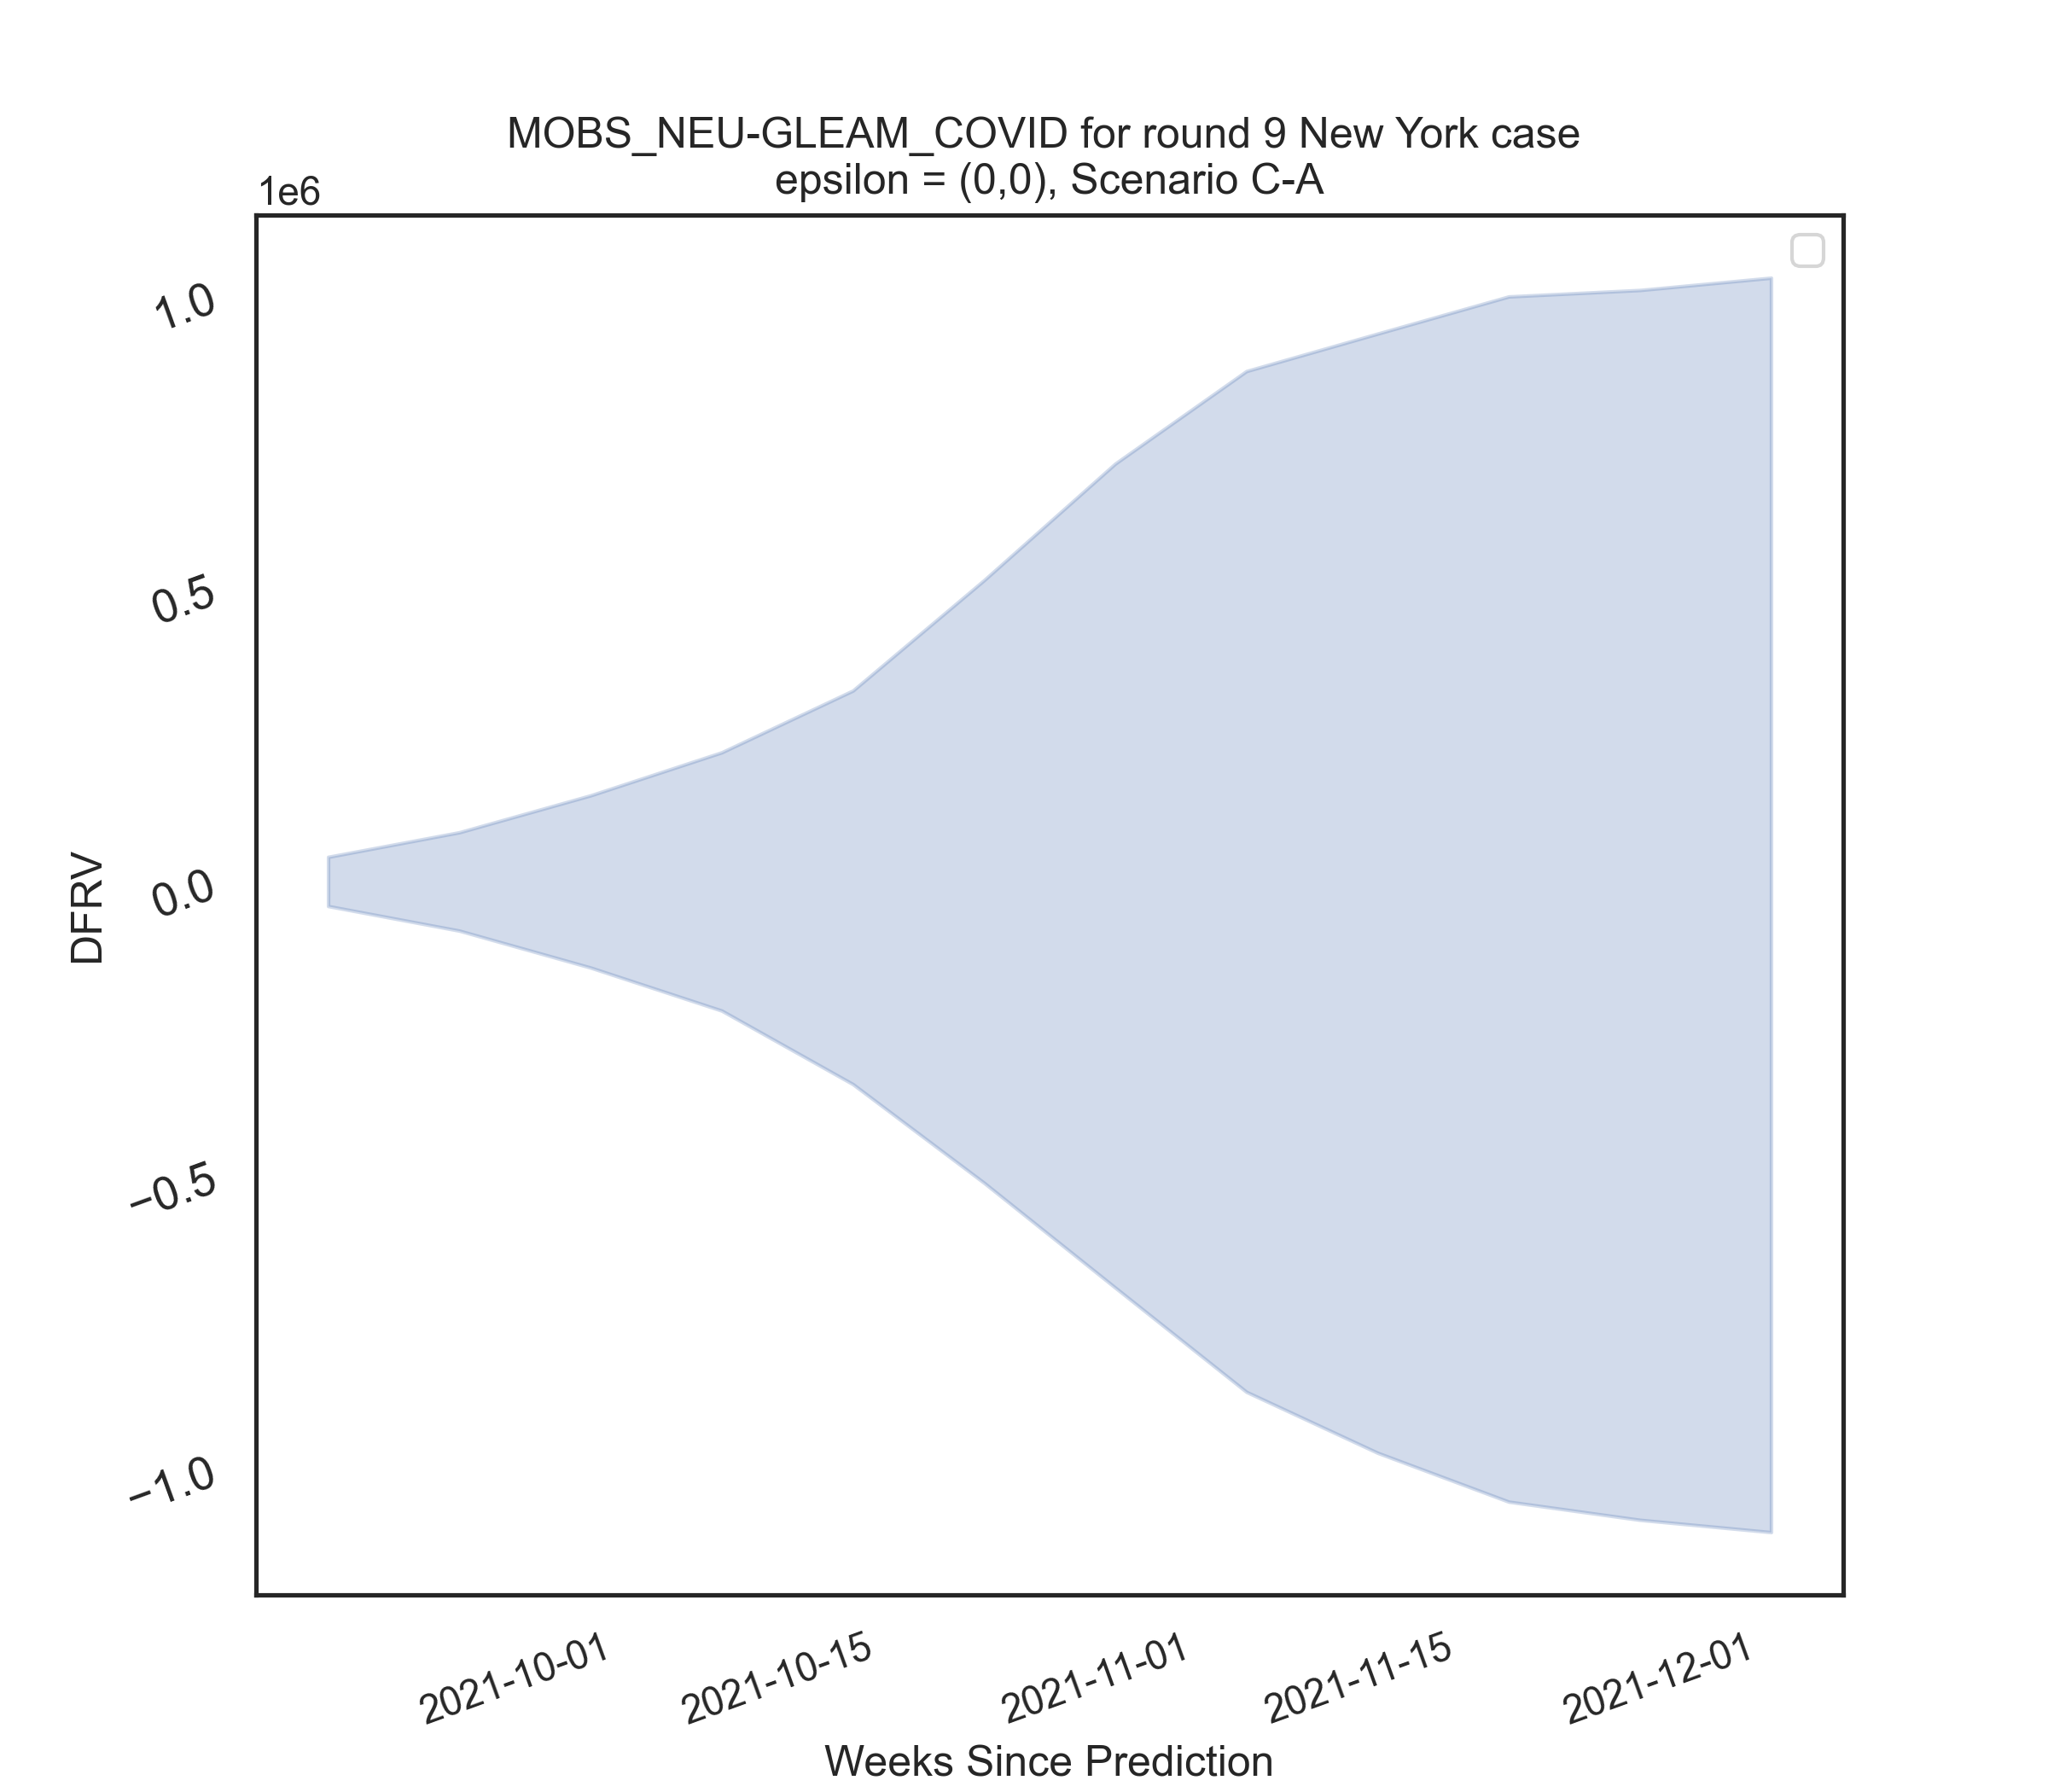 MOBS_NEU-GLEAM_COVID for round 9 New York case
epsilon = (0,0), Scenario C-A
1e6
1.0
0.5
0.0
−0.5
−1.0
DFRV
2021-10-01
2021-10-15
2021-11-01
2021-11-15
2021-12-01
Weeks Since Prediction